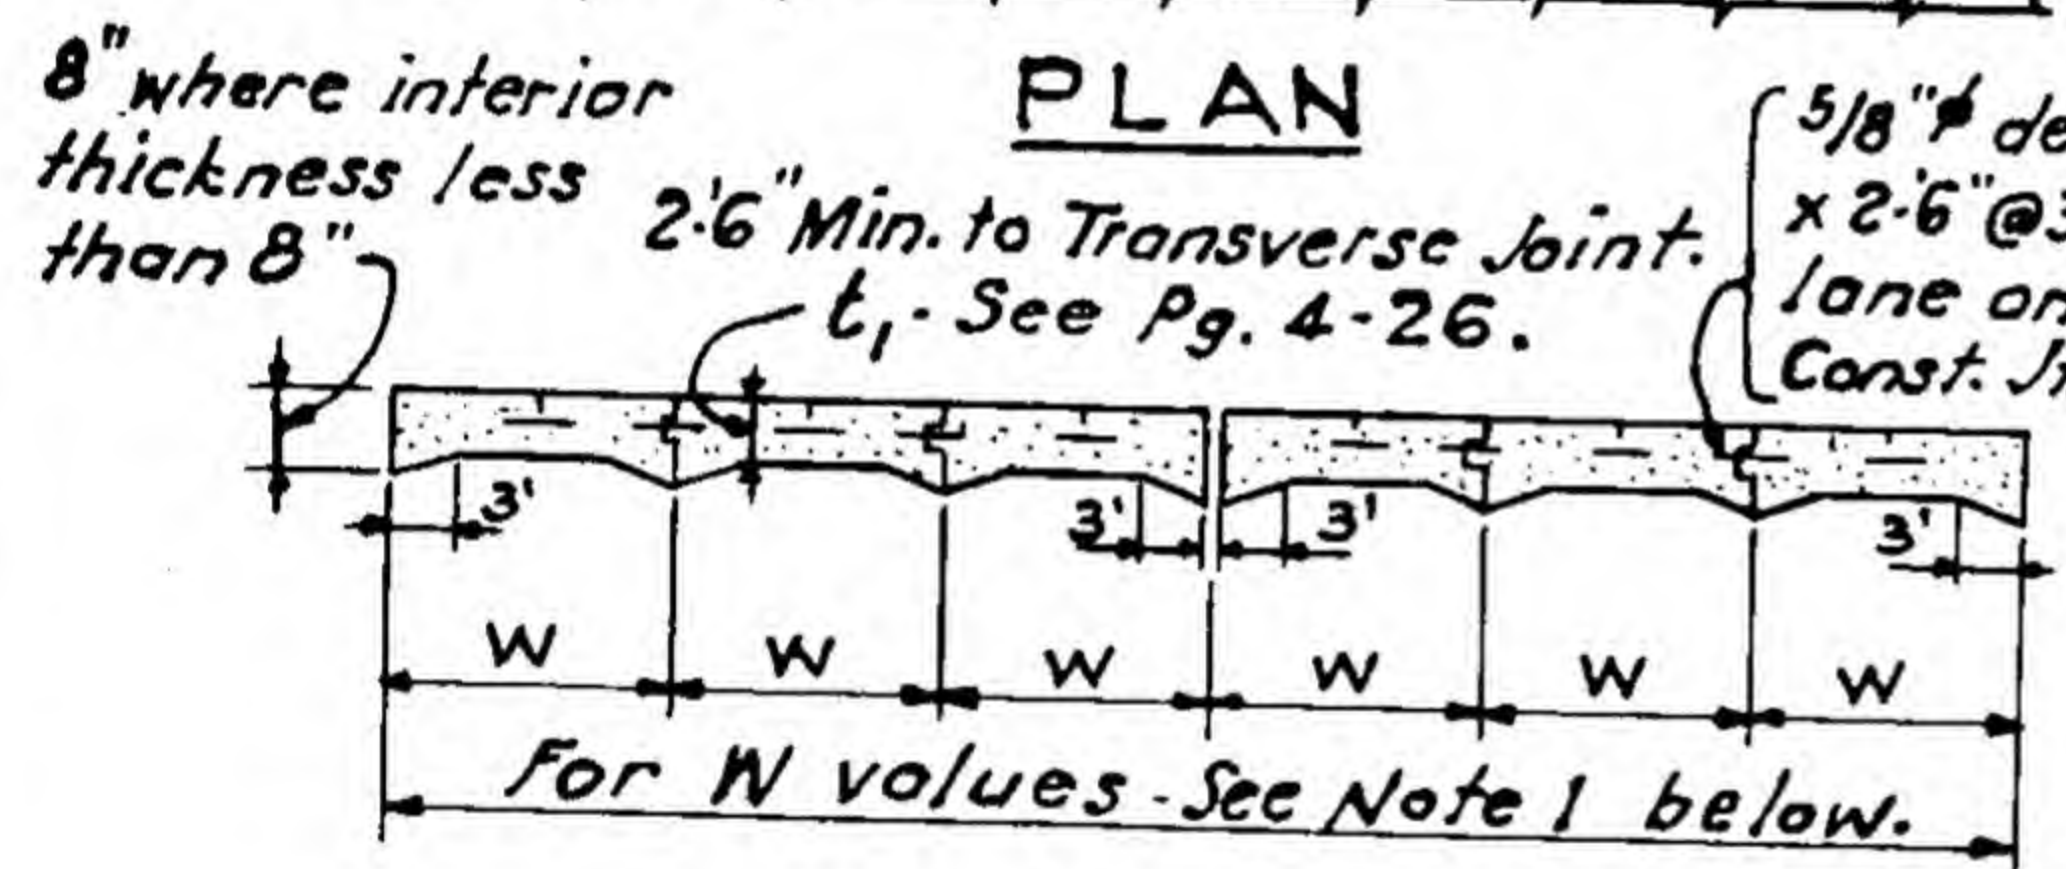 PLAN
8" where interior
thickness less
than 8"
2'-6" Min. to Transverse Joint.
t₁ - See Pg. 4-26.
5/8" ϕ
x 2'-6" @
lane
Const.
3'
3'
3'
3'
W
W
W
W
W
W
For W values - See Note 1 below.